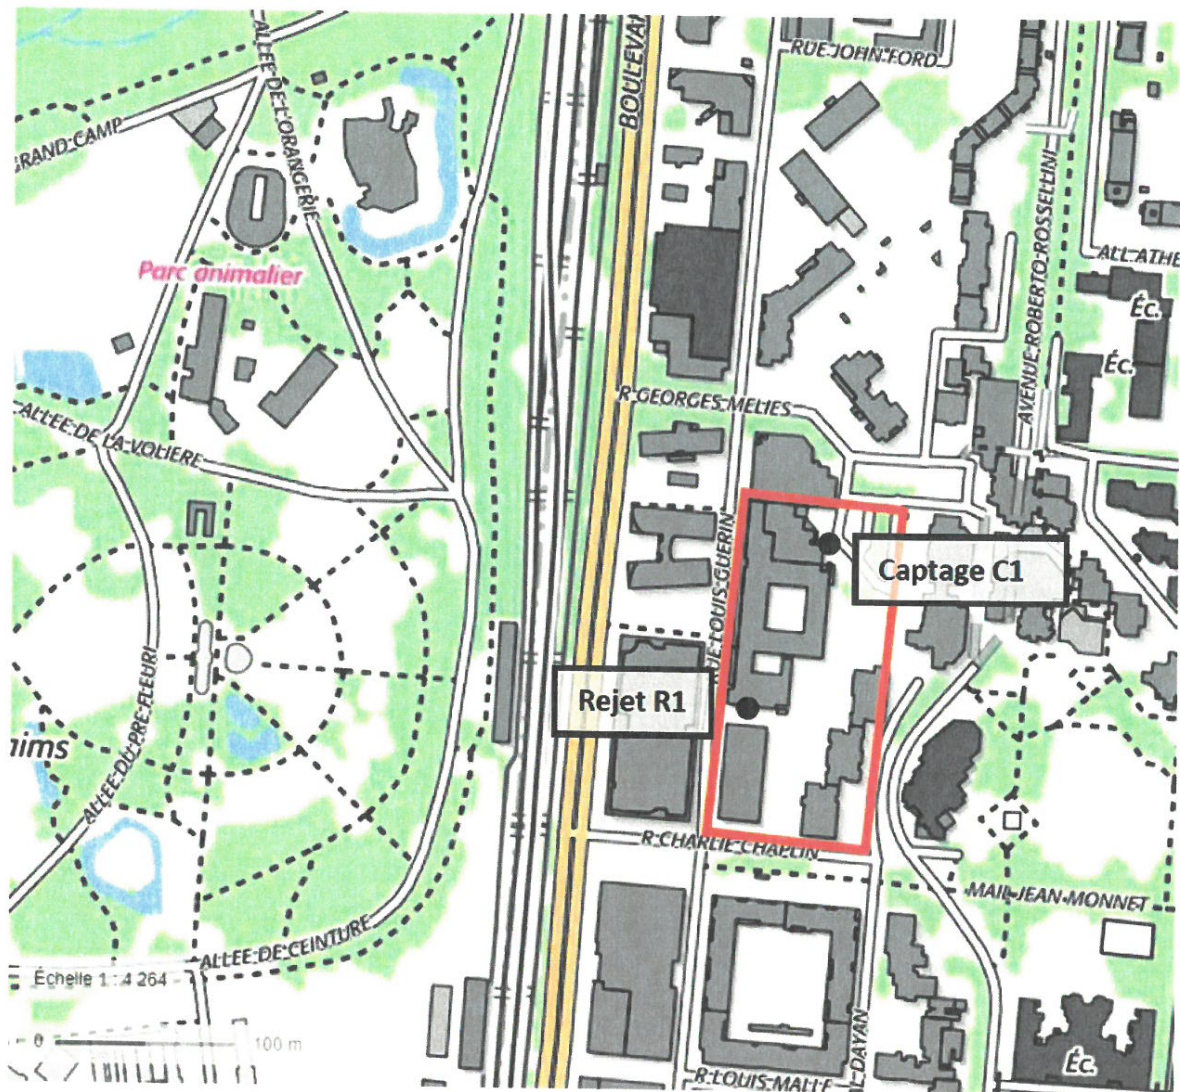 ALLEE DE L'ORANGERIE
GRAND CAMP
BOULEVA
RUE JOHN FORD
AVENUE ROBERTO ROSSELLINI
ALL ATHE
Parc animalier
Éc.
Éc.
R GEORGES MELIES
ALLEE DE LA VOLIERE
RUE LOUIS GUERIN
Captage C1
Rejet R1
ALLEE DU PRE FLEURI
R CHARLIE CHAPLIN
MAIL JEAN MONNET
ALLEE DE CEINTURE
Échelle 1 : 4 264
0
100 m
DAYAN
Éc.
R LOUIS MALLE